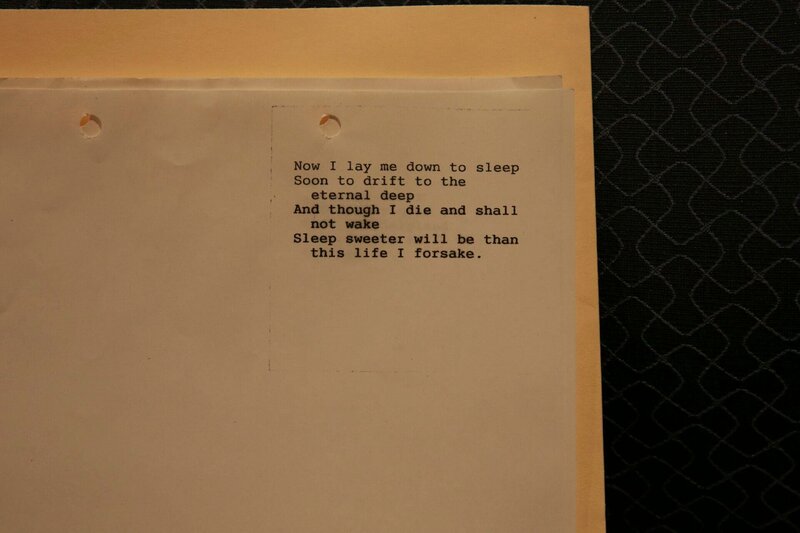 Now I lay me down to sleep
Soon to drift to the
eternal deep
And though I die and shall
not wake
Sleep sweeter will be than
this life I forsake.